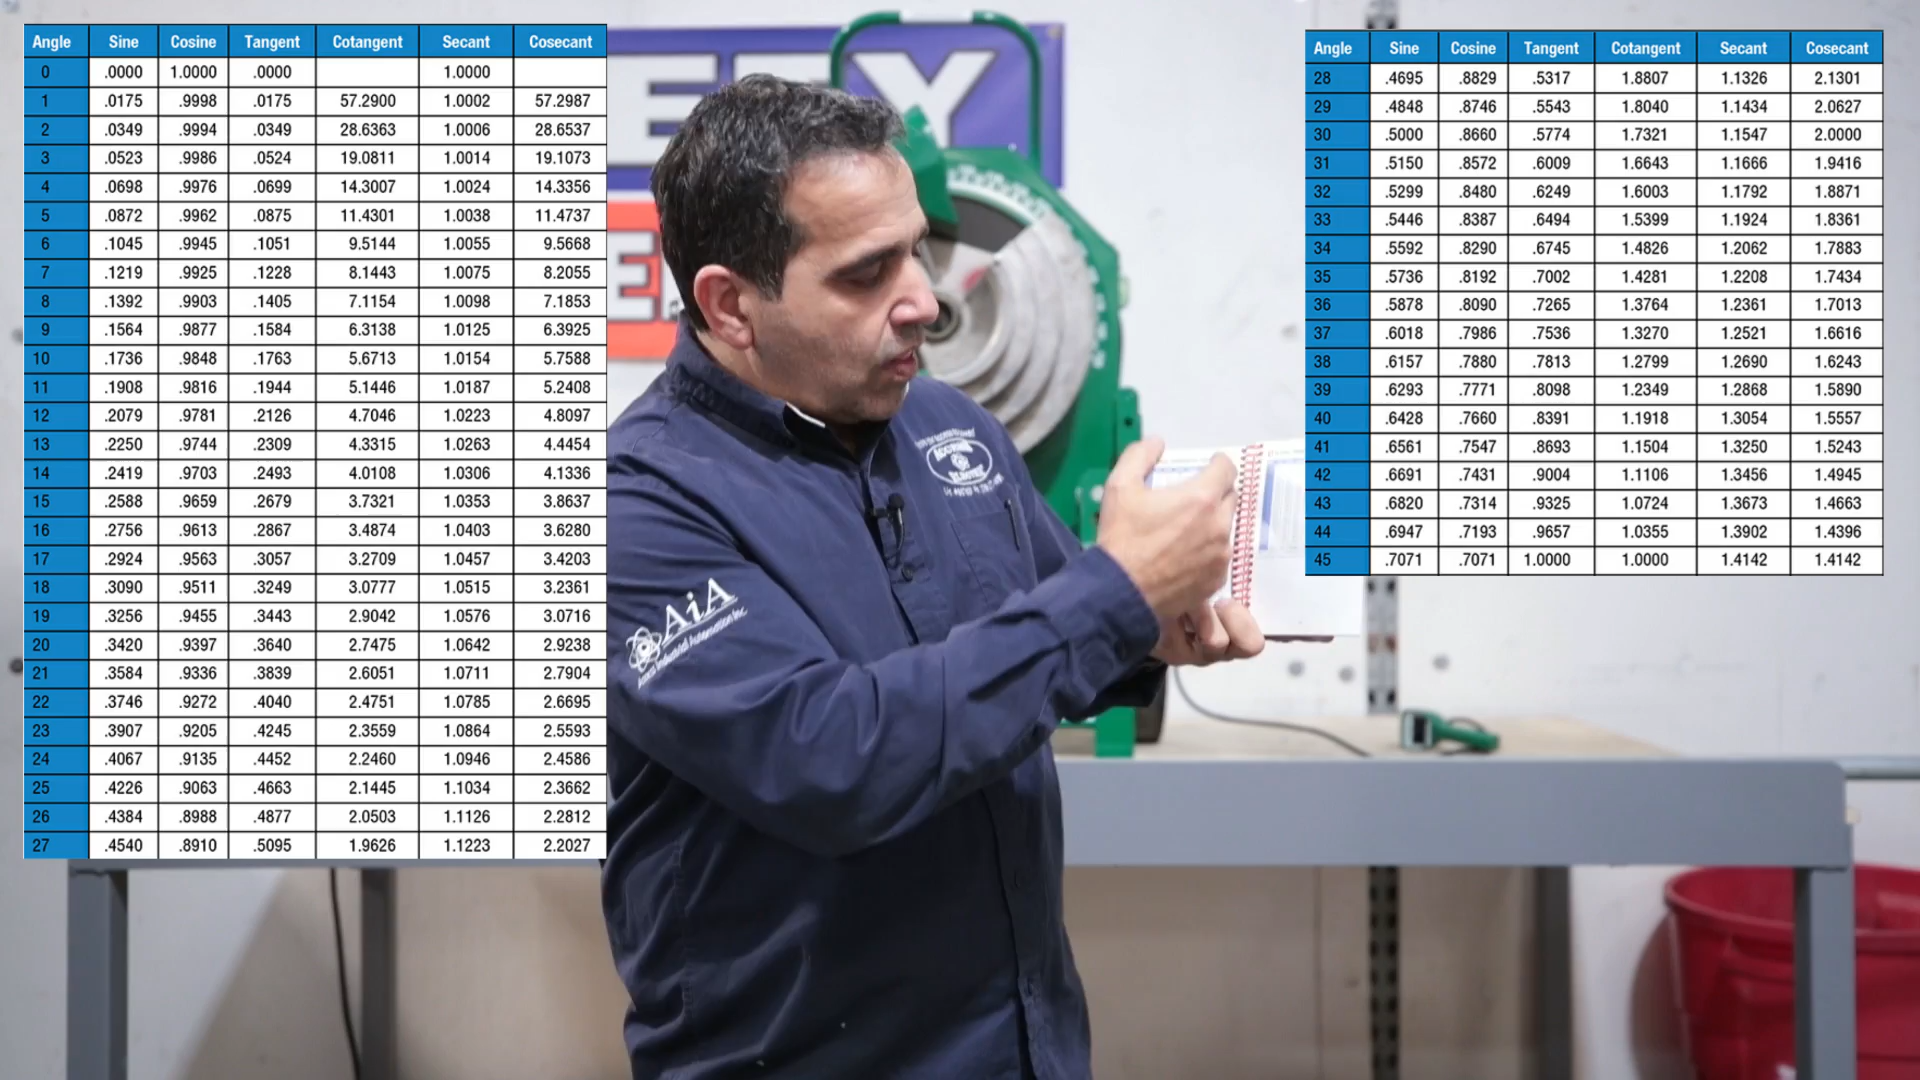 Angle Sine Cosine Tangent Cotangent Secant Cosecant
0 .0000 1.0000 .0000 1.0000
1 .0175 .9998 .0175 57.2900 1.0002 57.2987
2 .0349 .9994 .0349 28.6363 1.0006 28.6537
3 .0523 .9986 .0524 19.0811 1.0014 19.1073
4 .0698 .9976 .0699 14.3007 1.0024 14.3356
5 .0872 .9962 .0875 11.4301 1.0038 11.4737
6 .1045 .9945 .1051 9.5144 1.0055 9.5668
7 .1219 .9925 .1228 8.1443 1.0075 8.2055
8 .1392 .9903 .1405 7.1154 1.0098 7.1853
9 .1564 .9877 .1584 6.3138 1.0125 6.3925
10 .1736 .9848 .1763 5.6713 1.0154 5.7588
11 .1908 .9816 .1944 5.1446 1.0187 5.2408
12 .2079 .9781 .2126 4.7046 1.0223 4.8097
13 .2250 .9744 .2309 4.3315 1.0263 4.4454
14 .2419 .9703 .2493 4.0108 1.0306 4.1336
15 .2588 .9659 .2679 3.7321 1.0353 3.8637
16 .2756 .9613 .2867 3.4874 1.0403 3.6280
17 .2924 .9563 .3057 3.2709 1.0457 3.4203
18 .3090 .9511 .3249 3.0777 1.0515 3.2361
19 .3256 .9455 .3443 2.9042 1.0576 3.0716
20 .3420 .9397 .3640 2.7475 1.0642 2.9238
21 .3584 .9336 .3839 2.6051 1.0711 2.7904
22 .3746 .9272 .4040 2.4751 1.0785 2.6695
23 .3907 .9205 .4245 2.3559 1.0864 2.5593
24 .4067 .9135 .4452 2.2460 1.0946 2.4586
25 .4226 .9063 .4663 2.1445 1.1034 2.3662
26 .4384 .8988 .4877 2.0503 1.1126 2.2812
27 .4540 .8910 .5095 1.9626 1.1223 2.2027
AiA
Angle Sine Cosine Tangent Cotangent Secant Cosecant
28 .4695 .8829 .5317 1.8807 1.1326 2.1301
29 .4848 .8746 .5543 1.8040 1.1434 2.0627
30 .5000 .8660 .5774 1.7321 1.1547 2.0000
31 .5150 .8572 .6009 1.6643 1.1666 1.9416
32 .5299 .8480 .6249 1.6003 1.1792 1.8871
33 .5446 .8387 .6494 1.5399 1.1924 1.8361
34 .5592 .8290 .6745 1.4826 1.2062 1.7883
35 .5736 .8192 .7002 1.4281 1.2208 1.7434
36 .5878 .8090 .7265 1.3764 1.2361 1.7013
37 .6018 .7986 .7536 1.3270 1.2521 1.6616
38 .6157 .7880 .7813 1.2799 1.2690 1.6243
39 .6293 .7771 .8098 1.2349 1.2868 1.5890
40 .6428 .7660 .8391 1.1918 1.3054 1.5557
41 .6561 .7547 .8693 1.1504 1.3250 1.5243
42 .6691 .7431 .9004 1.1106 1.3456 1.4945
43 .6820 .7314 .9325 1.0724 1.3673 1.4663
44 .6947 .7193 .9657 1.0355 1.3902 1.4396
45 .7071 .7071 1.0000 1.0000 1.4142 1.4142